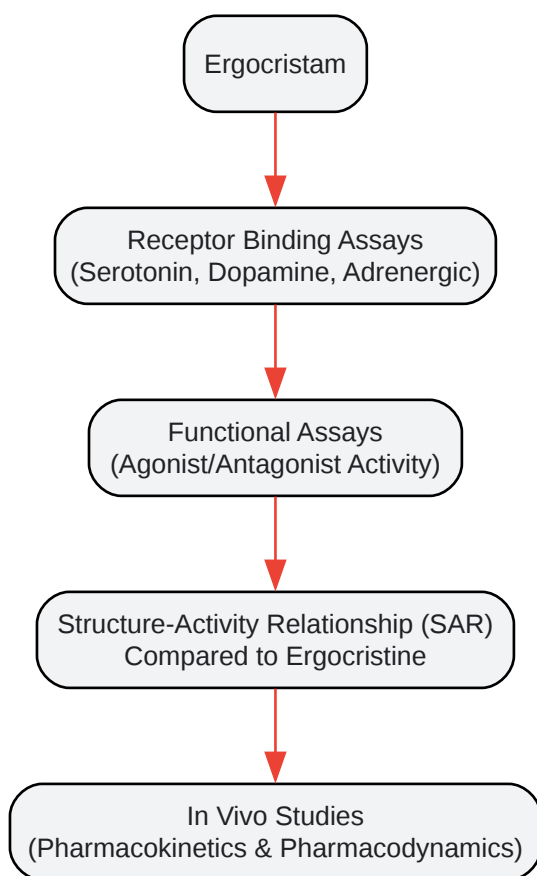 Ergocristam
Receptor Binding Assays
(Serotonin, Dopamine, Adrenergic)
Functional Assays
(Agonist/Antagonist Activity)
Structure-Activity Relationship (SAR)
Compared to Ergocristine
In Vivo Studies
(Pharmacokinetics & Pharmacodynamics)